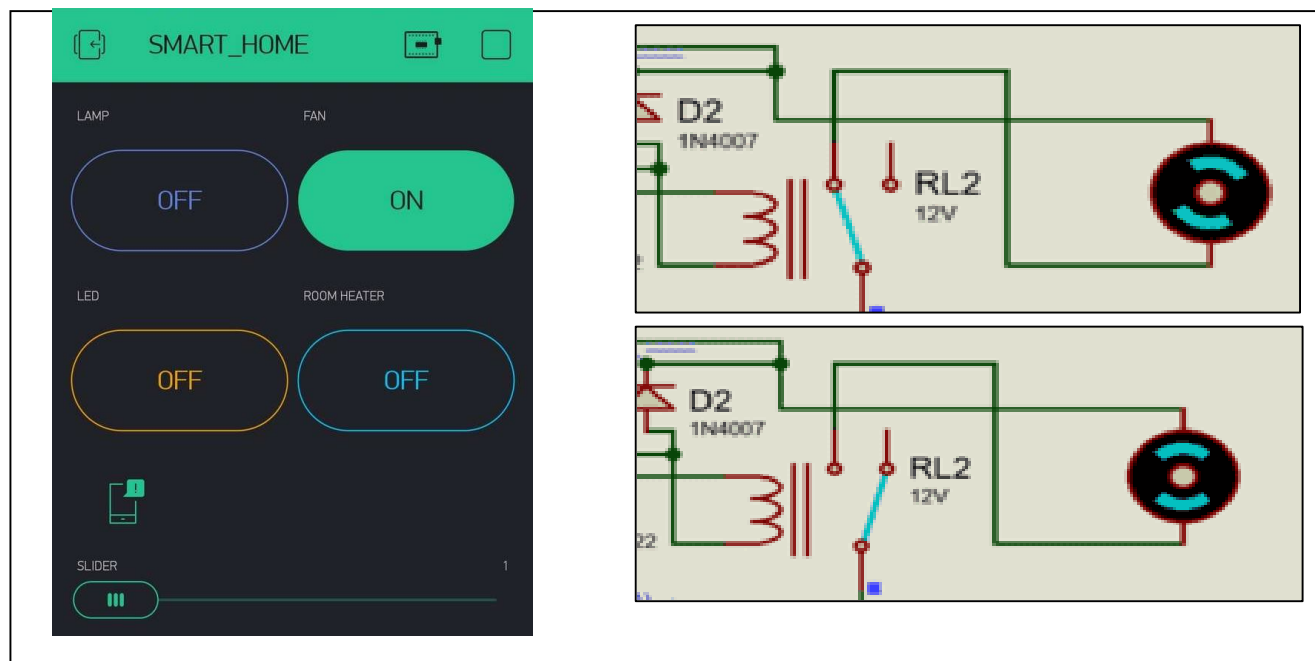 SMART_HOME
LAMP
FAN
OFF
ON
LED
ROOM HEATER
OFF
OFF
SLIDER
1
D2
1N4007
RL2
12V
D2
1N4007
RL2
12V
22